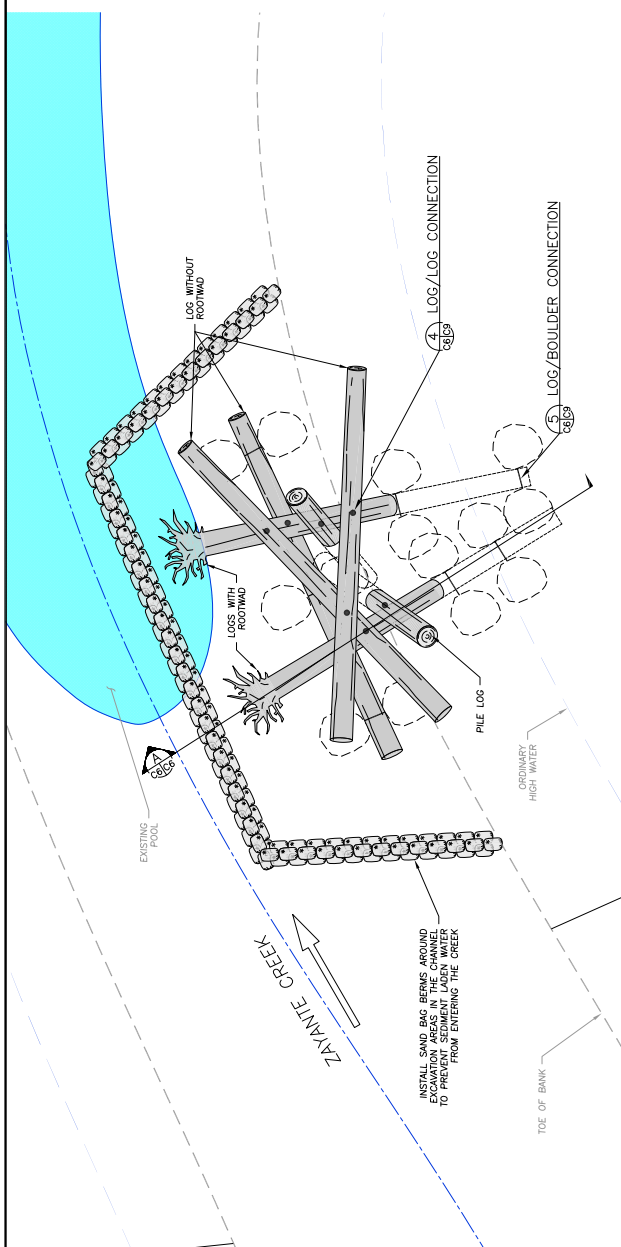 LOG WITHOUT
ROOTWAD
4
C6 C9
LOG/LOG CONNECTION
5
C6 C9
LOG/BOULDER CONNECTION
LOGS WITH
ROOTWAD
PILE LOG
A
C6 C6
EXISTING
POOL
ORDINARY
HIGH WATER
ZAYANTE CREEK
INSTALL SAND BAG BERMS AROUND
EXCAVATION AREAS IN THE CHANNEL
TO PREVENT SEDIMENT LADEN WATER
FROM ENTERING THE CREEK
TOE OF BANK